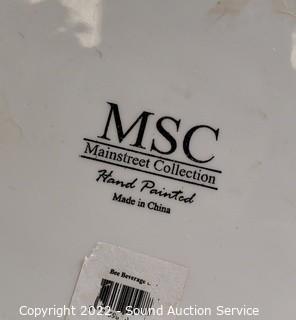 MSC
Mainstreet Collection
Hand Painted
Made in China
Bee Beverage
Copyright 2022 - Sound Auction Service